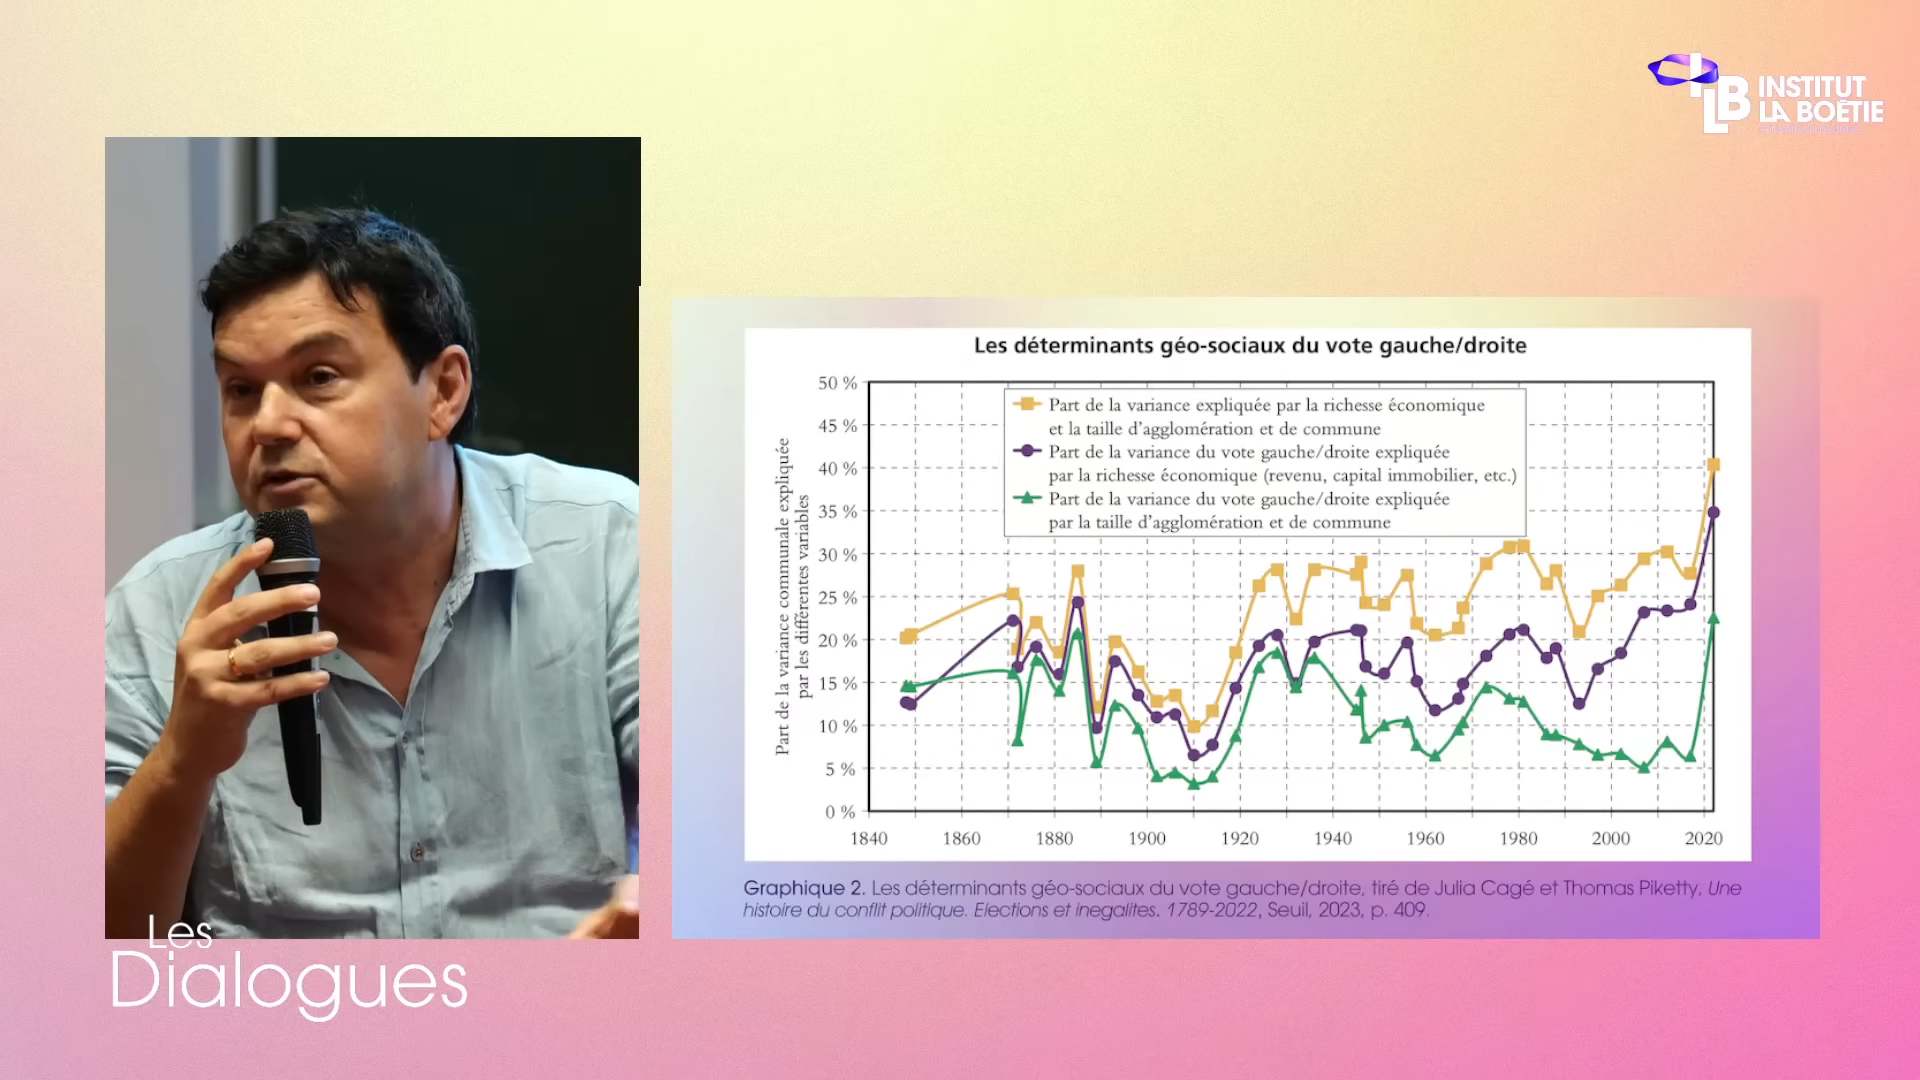 INSTITUT
LA BOÉTIE
ILB
Les déterminants géo-sociaux du vote gauche/droite
Part de la variance communale expliquée
par les différentes variables
50 %
45 %
40 %
35 %
30 %
25 %
20 %
15 %
10 %
5 %
0 %
Part de la variance expliquée par la richesse économique
et la taille d'agglomération et de commune
Part de la variance du vote gauche/droite expliquée
par la richesse économique (revenu, capital immobilier, etc.)
Part de la variance du vote gauche/droite expliquée
par la taille d'agglomération et de commune
1840 1860 1880 1900 1920 1940 1960 1980 2000 2020
Graphique 2. Les déterminants géo-sociaux du vote gauche/droite, tiré de Julia Cagé et Thomas Piketty, Une
histoire du conflit politique. Elections et inegalites. 1789-2022, Seuil, 2023, p. 409.
Les
Dialogues